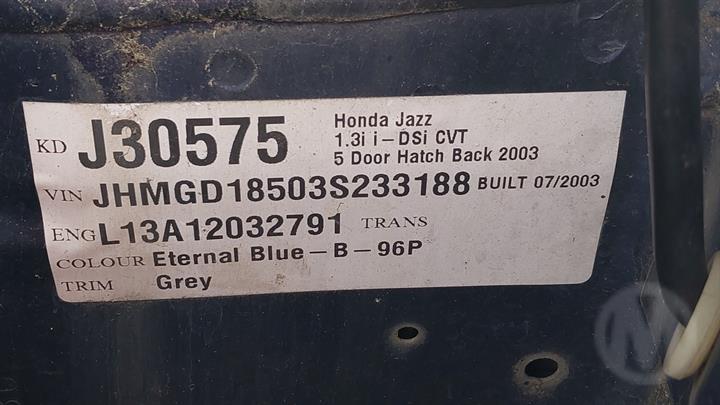 KD J30575
Honda Jazz
1.3i i-DSi CVT
5 Door Hatch Back 2003
VIN JHMGD18503S233188 BUILT 07/2003
ENG L13A12032791 TRANS
COLOUR Eternal Blue-B-96P
TRIM Grey
M